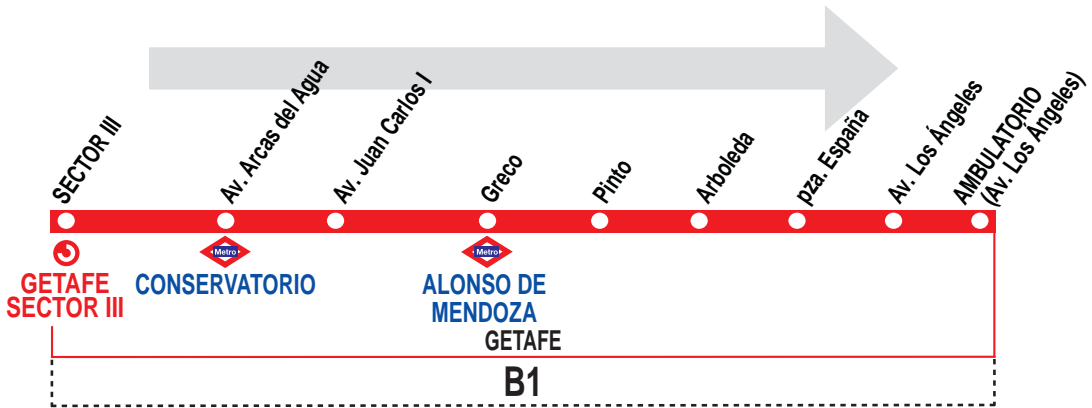 SECTOR III
Av. Arcas del Agua
Av. Juan Carlos I
Greco
Pinto
Arboleda
pza. España
Av. Los Ángeles
AMBULATORIO
(Av. Los Ángeles)
Metro
Metro
GETAFE
SECTOR III
CONSERVATORIO
ALONSO DE
MENDOZA
GETAFE
B1